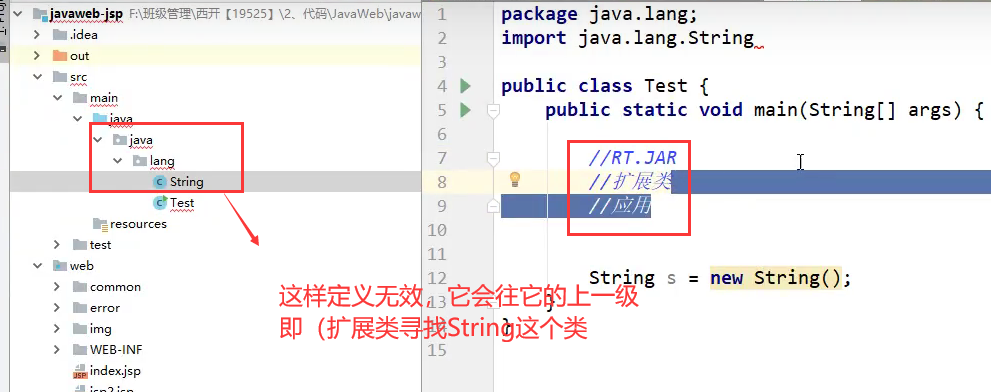 javaweb-jsp F:\班级管理\西开【19525】\2、代码\JavaWeb\javaw
.idea
out
src
main
java
java
lang
String
Test
resources
test
web
common
error
img
WEB-INF
index.jsp
jsp2.jsp
1 package java.lang;
2 import java.lang.String
3
4 public class Test {
5 public static void main(String[] args) {
6
7 //RT.JAR
8 //扩展类
9 //应用
10
11
12 String s = new String();
13 }
14 }
15
这样定义无效，它会往它的上一级
即（扩展类寻找String这个类